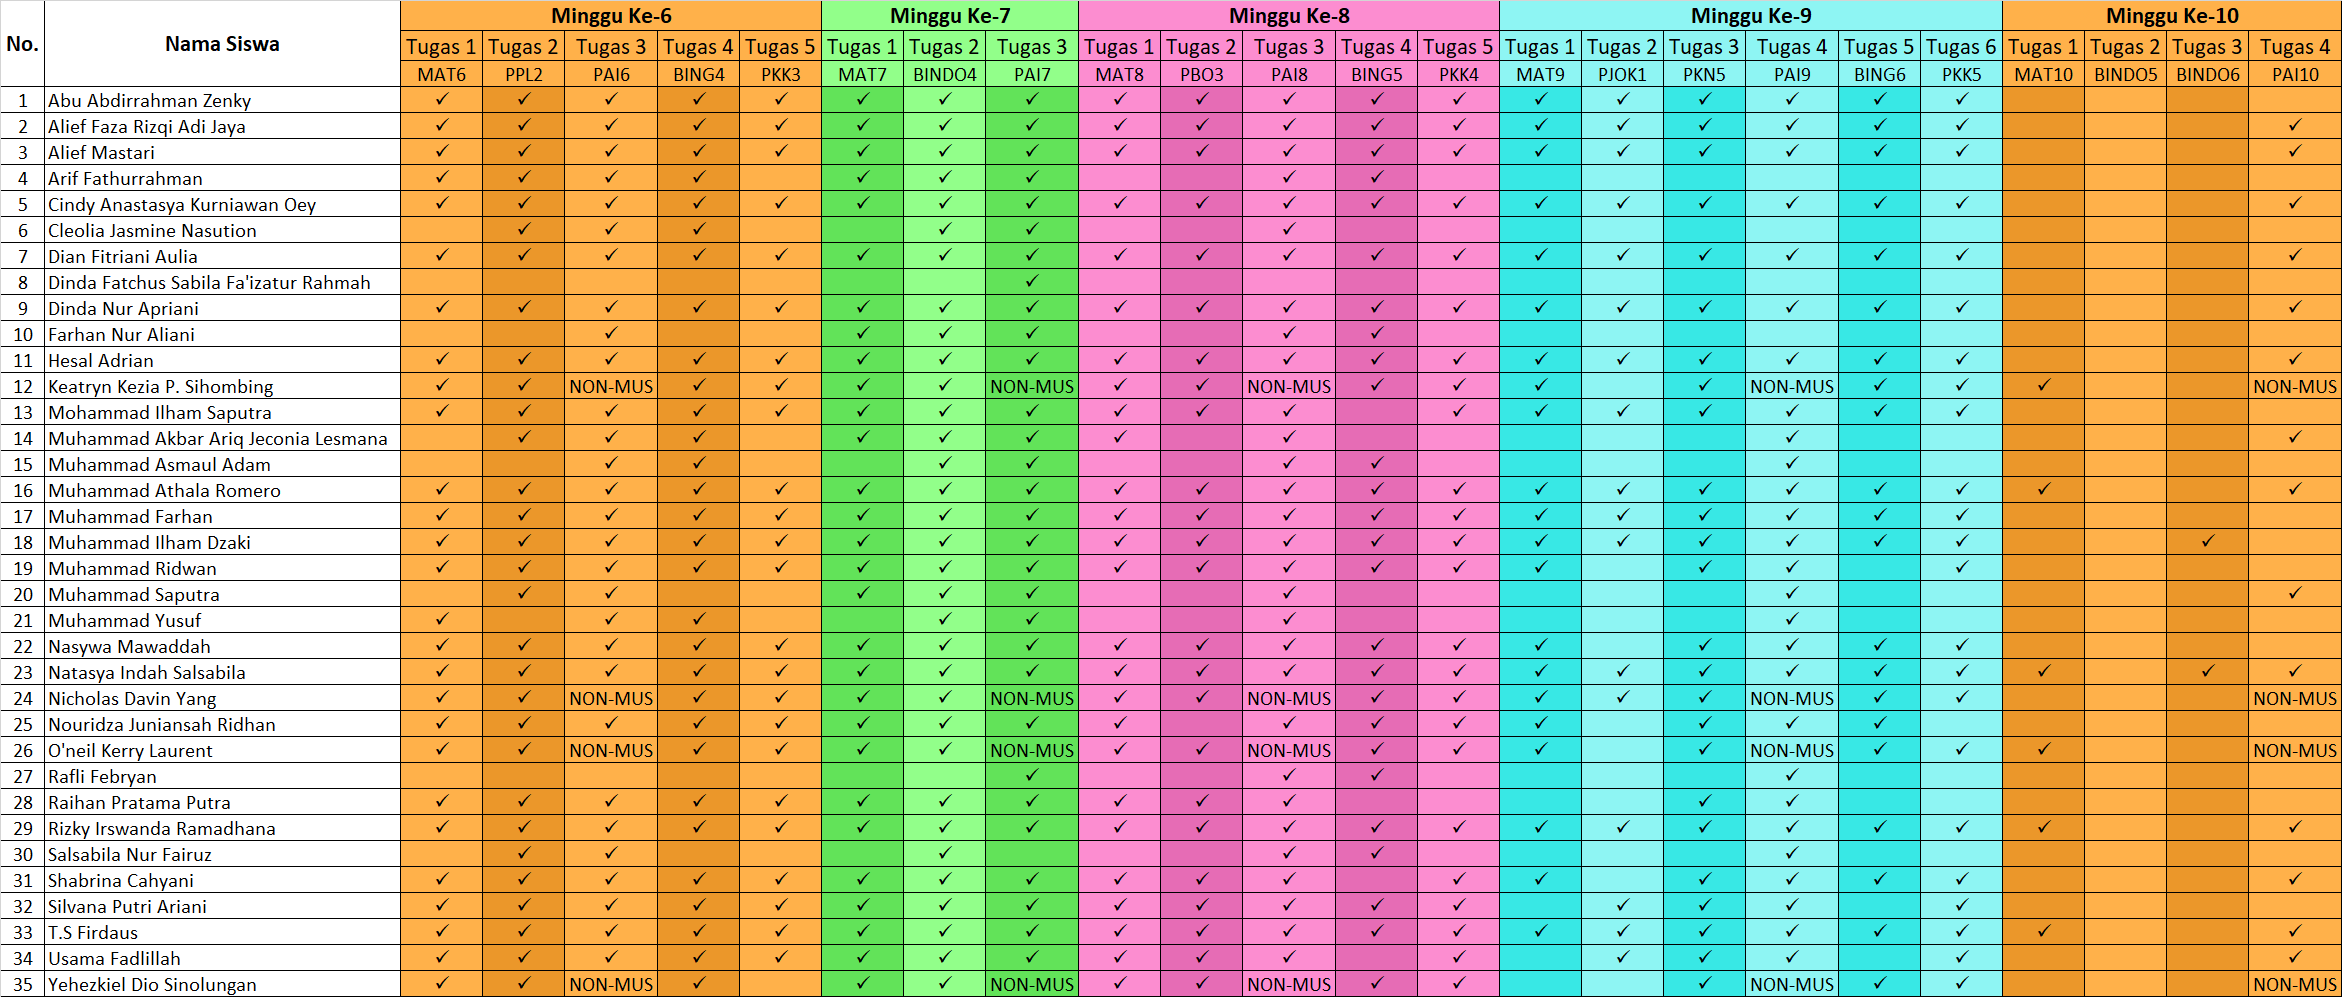 No. Nama Siswa Minggu Ke-6 Minggu Ke-7 Minggu Ke-8 Minggu Ke-9 Minggu Ke-10
Tugas 1 Tugas 2 Tugas 3 Tugas 4 Tugas 5 Tugas 1 Tugas 2 Tugas 3 Tugas 1 Tugas 2 Tugas 3 Tugas 4 Tugas 5 Tugas 1 Tugas 2 Tugas 3 Tugas 4 Tugas 5 Tugas 6 Tugas 1 Tugas 2 Tugas 3 Tugas 4
MAT6 PPL2 PAI6 BING4 PKK3 MAT7 BINDO4 PAI7 MAT8 PBO3 PAI8 BING5 PKK4 MAT9 PJOK1 PKN5 PAI9 BING6 PKK5 MAT10 BINDO5 BINDO6 PAI10
1 Abu Abdirrahman Zenky ✓ ✓ ✓ ✓ ✓ ✓ ✓ ✓ ✓ ✓ ✓ ✓ ✓ ✓ ✓ ✓ ✓ ✓ ✓
2 Alief Faza Rizqi Adi Jaya ✓ ✓ ✓ ✓ ✓ ✓ ✓ ✓ ✓ ✓ ✓ ✓ ✓ ✓ ✓ ✓ ✓ ✓ ✓ ✓
3 Alief Mastari ✓ ✓ ✓ ✓ ✓ ✓ ✓ ✓ ✓ ✓ ✓ ✓ ✓ ✓ ✓ ✓ ✓ ✓ ✓ ✓
4 Arif Fathurrahman ✓ ✓ ✓ ✓ ✓ ✓ ✓ ✓ ✓
5 Cindy Anastasya Kurniawan Oey ✓ ✓ ✓ ✓ ✓ ✓ ✓ ✓ ✓ ✓ ✓ ✓ ✓ ✓ ✓ ✓ ✓ ✓ ✓ ✓
6 Cleolia Jasmine Nasution ✓ ✓ ✓ ✓ ✓ ✓
7 Dian Fitriani Aulia ✓ ✓ ✓ ✓ ✓ ✓ ✓ ✓ ✓ ✓ ✓ ✓ ✓ ✓ ✓ ✓ ✓ ✓ ✓ ✓
8 Dinda Fatchus Sabila Fa'izatur Rahmah ✓
9 Dinda Nur Apriani ✓ ✓ ✓ ✓ ✓ ✓ ✓ ✓ ✓ ✓ ✓ ✓ ✓ ✓ ✓ ✓ ✓ ✓ ✓ ✓
10 Farhan Nur Aliani ✓ ✓ ✓ ✓ ✓ ✓
11 Hesal Adrian ✓ ✓ ✓ ✓ ✓ ✓ ✓ ✓ ✓ ✓ ✓ ✓ ✓ ✓ ✓ ✓ ✓ ✓ ✓ ✓
12 Keatryn Kezia P. Sihombing ✓ ✓ NON-MUS ✓ ✓ ✓ ✓ NON-MUS ✓ ✓ NON-MUS ✓ ✓ ✓ ✓ NON-MUS ✓ ✓ ✓ NON-MUS
13 Mohammad Ilham Saputra ✓ ✓ ✓ ✓ ✓ ✓ ✓ ✓ ✓ ✓ ✓ ✓ ✓ ✓ ✓ ✓ ✓ ✓
14 Muhammad Akbar Ariq Jeconia Lesmana ✓ ✓ ✓ ✓ ✓ ✓ ✓ ✓ ✓ ✓
15 Muhammad Asmaul Adam ✓ ✓ ✓ ✓ ✓ ✓ ✓
16 Muhammad Athala Romero ✓ ✓ ✓ ✓ ✓ ✓ ✓ ✓ ✓ ✓ ✓ ✓ ✓ ✓ ✓ ✓ ✓ ✓ ✓ ✓ ✓
17 Muhammad Farhan ✓ ✓ ✓ ✓ ✓ ✓ ✓ ✓ ✓ ✓ ✓ ✓ ✓ ✓ ✓ ✓ ✓ ✓ ✓
18 Muhammad Ilham Dzaki ✓ ✓ ✓ ✓ ✓ ✓ ✓ ✓ ✓ ✓ ✓ ✓ ✓ ✓ ✓ ✓ ✓ ✓ ✓ ✓
19 Muhammad Ridwan ✓ ✓ ✓ ✓ ✓ ✓ ✓ ✓ ✓ ✓ ✓ ✓ ✓ ✓ ✓ ✓ ✓
20 Muhammad Saputra ✓ ✓ ✓ ✓ ✓ ✓ ✓ ✓
21 Muhammad Yusuf ✓ ✓ ✓ ✓ ✓ ✓ ✓
22 Nasywa Mawaddah ✓ ✓ ✓ ✓ ✓ ✓ ✓ ✓ ✓ ✓ ✓ ✓ ✓ ✓ ✓ ✓ ✓ ✓
23 Natasya Indah Salsabila ✓ ✓ ✓ ✓ ✓ ✓ ✓ ✓ ✓ ✓ ✓ ✓ ✓ ✓ ✓ ✓ ✓ ✓ ✓ ✓ ✓ ✓
24 Nicholas Davin Yang ✓ ✓ NON-MUS ✓ ✓ ✓ ✓ NON-MUS ✓ ✓ NON-MUS ✓ ✓ ✓ ✓ ✓ NON-MUS ✓ ✓ NON-MUS
25 Nouridza Juniansah Ridhan ✓ ✓ ✓ ✓ ✓ ✓ ✓ ✓ ✓ ✓ ✓ ✓ ✓ ✓ ✓ ✓
26 O'neil Kerry Laurent ✓ ✓ NON-MUS ✓ ✓ ✓ ✓ NON-MUS ✓ ✓ NON-MUS ✓ ✓ ✓ ✓ NON-MUS ✓ ✓ ✓ NON-MUS
27 Rafli Febryan ✓ ✓ ✓ ✓
28 Raihan Pratama Putra ✓ ✓ ✓ ✓ ✓ ✓ ✓ ✓ ✓ ✓ ✓ ✓ ✓
29 Rizky Irswanda Ramadhana ✓ ✓ ✓ ✓ ✓ ✓ ✓ ✓ ✓ ✓ ✓ ✓ ✓ ✓ ✓ ✓ ✓ ✓ ✓ ✓ ✓
30 Salsabila Nur Fairuz ✓ ✓ ✓ ✓ ✓ ✓
31 Shabrina Cahyani ✓ ✓ ✓ ✓ ✓ ✓ ✓ ✓ ✓ ✓ ✓ ✓ ✓ ✓ ✓ ✓ ✓ ✓
32 Silvana Putri Ariani ✓ ✓ ✓ ✓ ✓ ✓ ✓ ✓ ✓ ✓ ✓ ✓ ✓ ✓ ✓ ✓ ✓
33 T.S Firdaus ✓ ✓ ✓ ✓ ✓ ✓ ✓ ✓ ✓ ✓ ✓ ✓ ✓ ✓ ✓ ✓ ✓ ✓ ✓ ✓ ✓
34 Usama Fadlillah ✓ ✓ ✓ ✓ ✓ ✓ ✓ ✓ ✓ ✓ ✓ ✓ ✓ ✓ ✓ ✓ ✓
35 Yehezkiel Dio Sinolungan ✓ ✓ NON-MUS ✓ ✓ ✓ NON-MUS ✓ ✓ NON-MUS ✓ ✓ ✓ NON-MUS ✓ ✓ NON-MUS